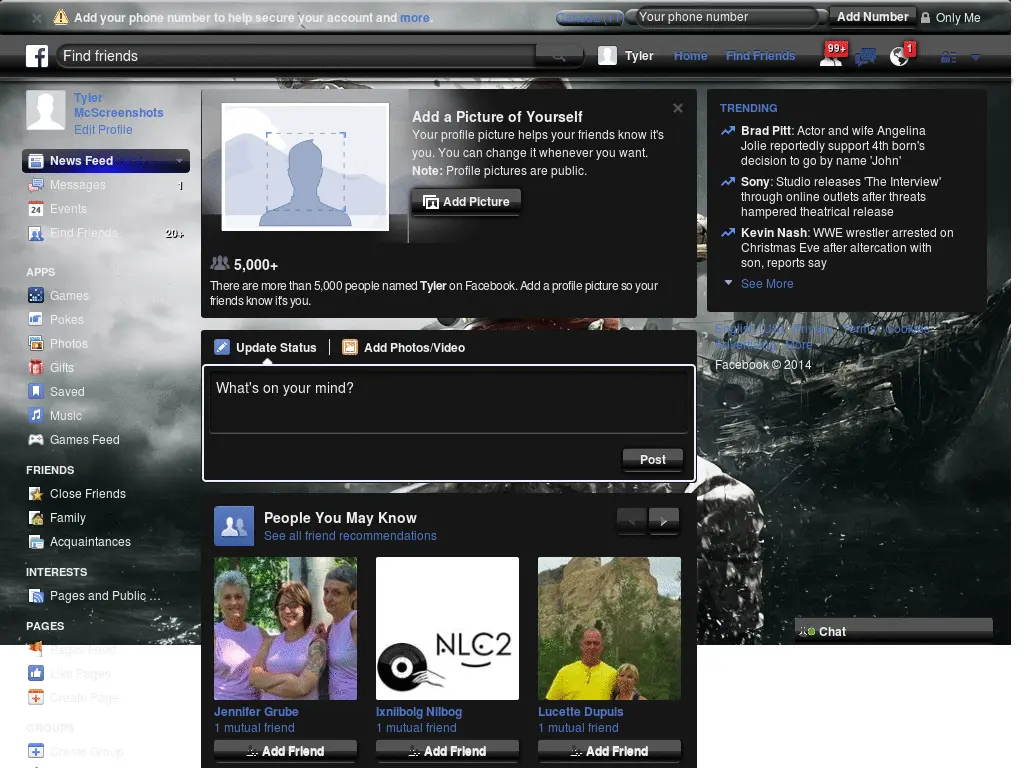 Add your phone number to help secure your account and more.
Canada (+1)
Your phone number
Add Number
Only Me
Find friends
Tyler
Home
Find Friends
99+
1
Tyler
McScreenshots
Edit Profile
News Feed
Messages
1
24
Events
Find Friends
20+
APPS
Games
Pokes
Photos
Gifts
Saved
Music
Games Feed
FRIENDS
Close Friends
Family
Acquaintances
INTERESTS
Pages and Public ...
PAGES
Pages Feed
Like Pages
Create Page
GROUPS
Create Group
Add a Picture of Yourself
Your profile picture helps your friends know it's
you. You can change it whenever you want.
Note: Profile pictures are public.
Add Picture
5,000+
There are more than 5,000 people named Tyler on Facebook. Add a profile picture so your
friends know it's you.
Update Status
Add Photos/Video
What's on your mind?
Post
People You May Know
See all friend recommendations
NLC2
Jennifer Grube
1 mutual friend
Add Friend
Ixnilbolg Nilbog
1 mutual friend
Add Friend
Lucette Dupuis
1 mutual friend
Add Friend
TRENDING
Brad Pitt: Actor and wife Angelina
Jolie reportedly support 4th born's
decision to go by name 'John'
Sony: Studio releases 'The Interview'
through online outlets after threats
hampered theatrical release
Kevin Nash: WWE wrestler arrested on
Christmas Eve after altercation with
son, reports say
See More
English (US) · Privacy · Terms · Cookies ·
Advertising · More
Facebook © 2014
Chat